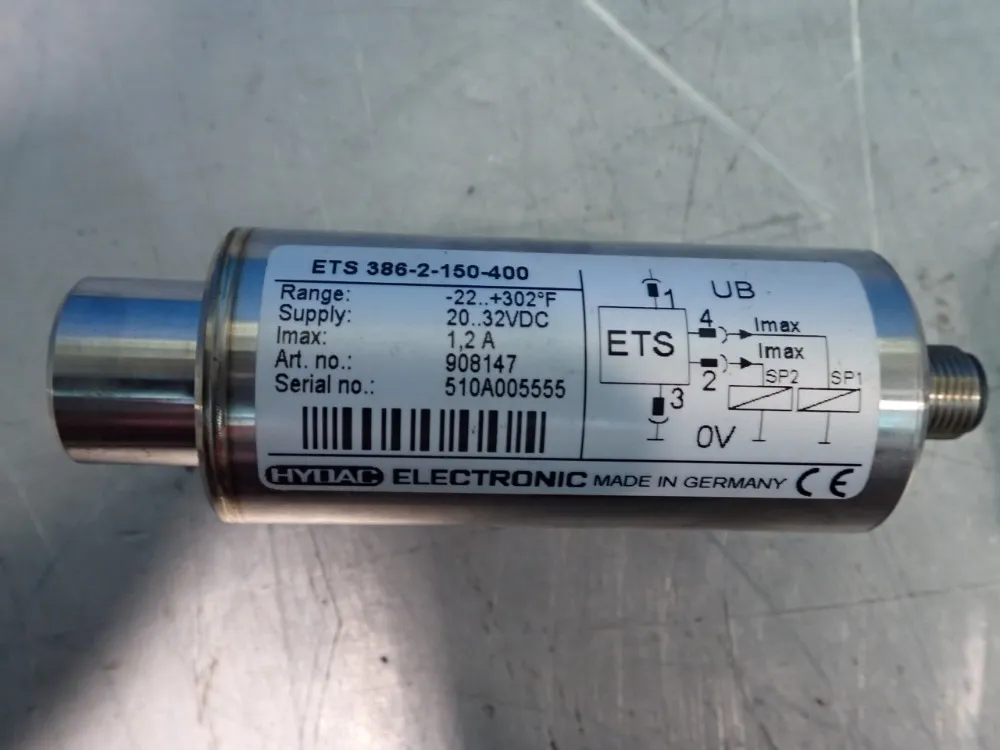 ETS 386-2-150-400
Range: -22..+302°F
Supply: 20..32VDC
Imax: 1,2 A
Art. no.: 908147
Serial no.: 510A005555
1 UB
4 Imax
ETS
Imax
2 SP2 SP1
3
0V
HYDAC ELECTRONIC MADE IN GERMANY CE